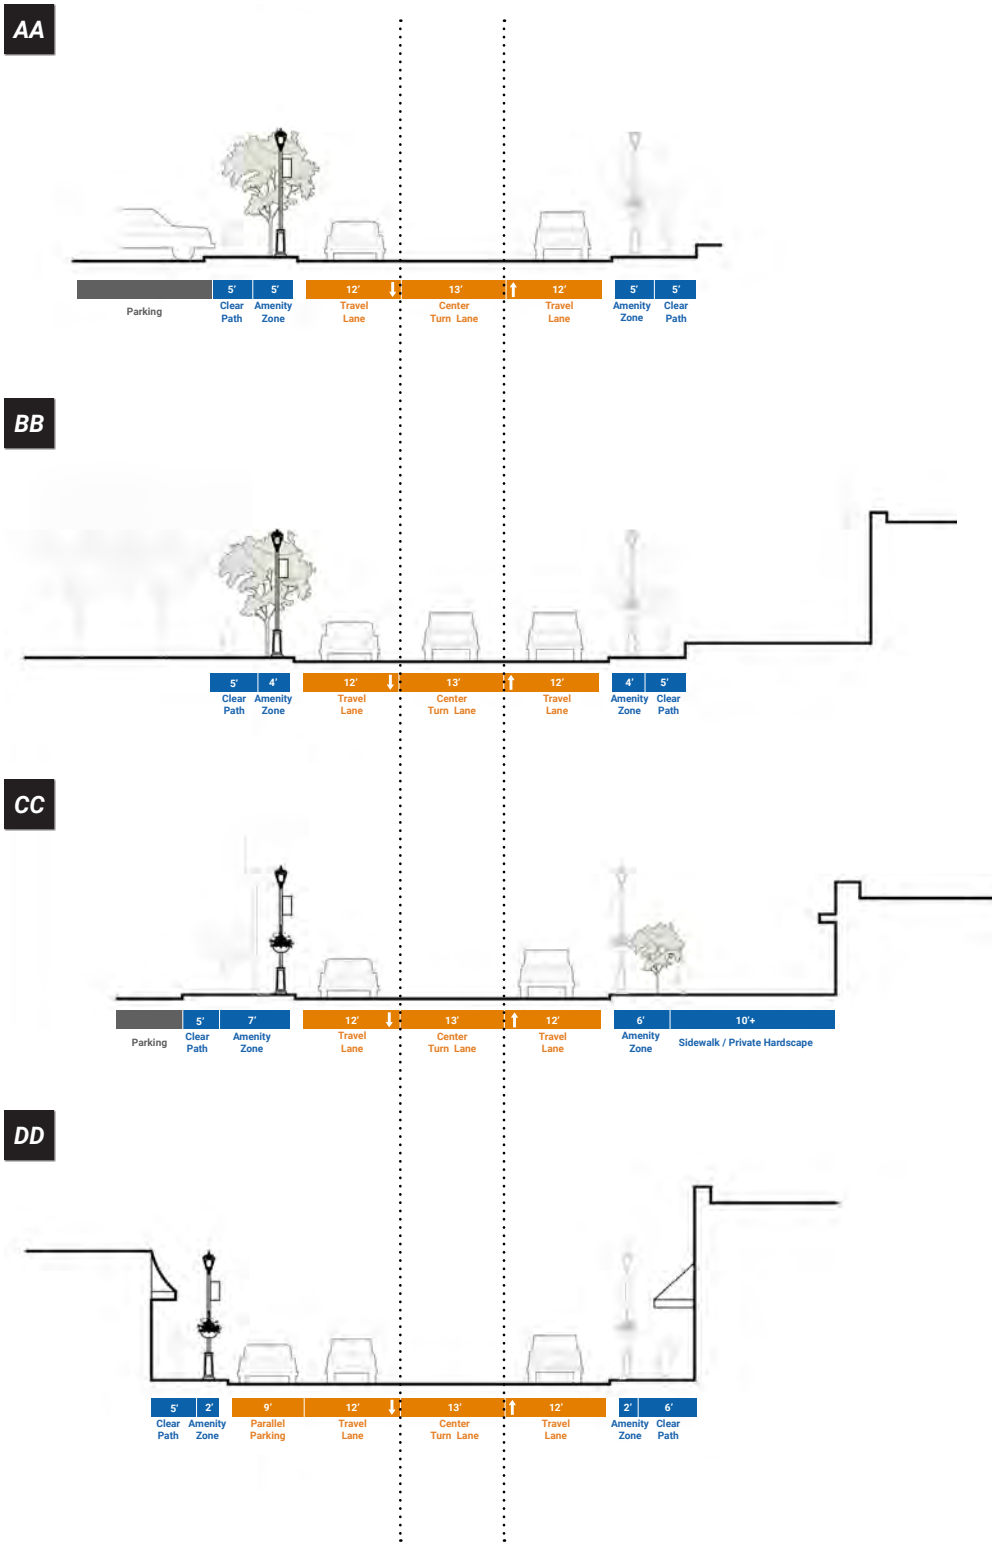 AA
5' 5' 12' 13' 12' 5' 5'
Parking Clear Amenity Travel Center Travel Amenity Clear
Path Zone Lane Turn Lane Lane Zone Path
BB
5' 4' 12' 13' 12' 4' 5'
Clear Amenity Travel Center Travel Amenity Clear
Path Zone Lane Turn Lane Lane Zone Path
CC
5' 7' 12' 13' 12' 6' 10'+
Parking Clear Amenity Travel Center Travel Amenity Sidewalk / Private Hardscape
Path Zone Lane Turn Lane Lane Zone
DD
5' 2' 9' 12' 13' 12' 2' 6'
Clear Amenity Parallel Travel Center Travel Amenity Clear
Path Zone Parking Lane Turn Lane Lane Zone Path